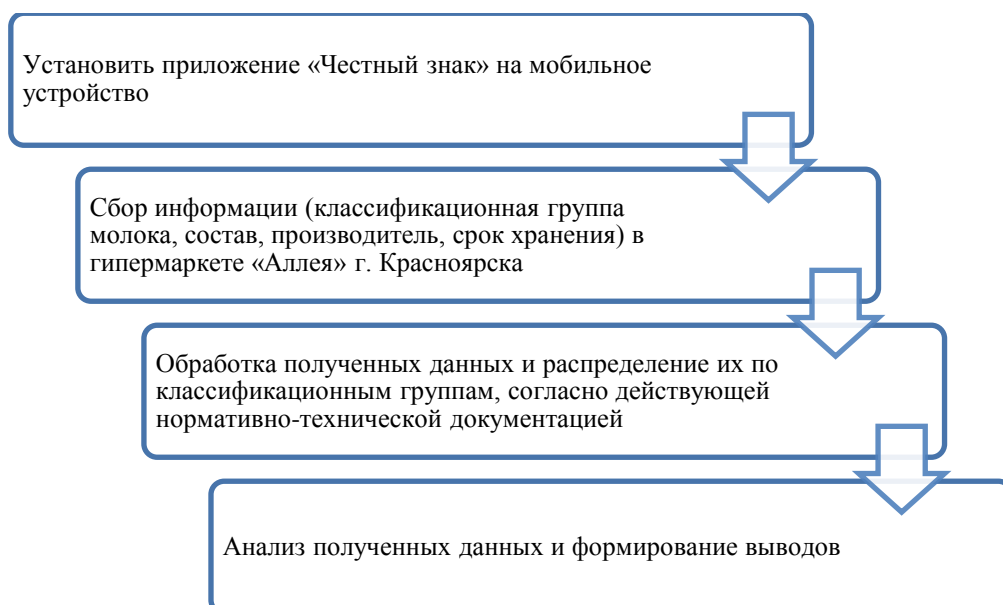 Установить приложение «Честный знак» на мобильное
устройство
Сбор информации (классификационная группа
молока, состав, производитель, срок хранения) в
гипермаркете «Аллея» г. Красноярска
Обработка полученных данных и распределение их по
классификационным группам, согласно действующей
нормативно-технической документацией
Анализ полученных данных и формирование выводов